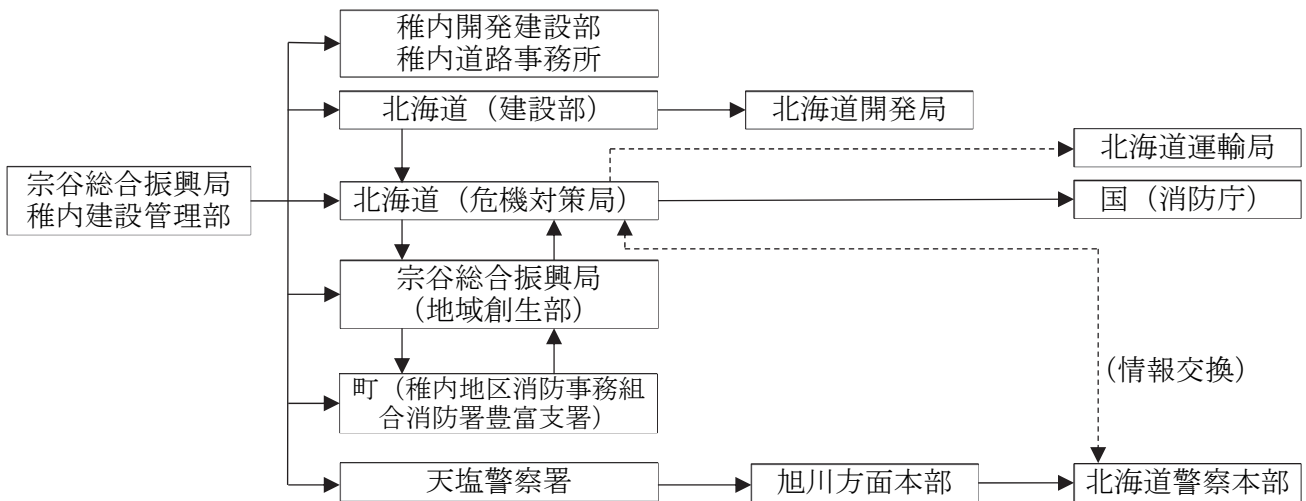 稚内開発建設部
稚内道路事務所
北海道（建設部）
北海道開発局
北海道運輸局
宗谷総合振興局
稚内建設管理部
北海道（危機対策局）
国（消防庁）
宗谷総合振興局
（地域創生部）
町（稚内地区消防事務組
合消防署豊富支署）
（情報交換）
天塩警察署
旭川方面本部
北海道警察本部